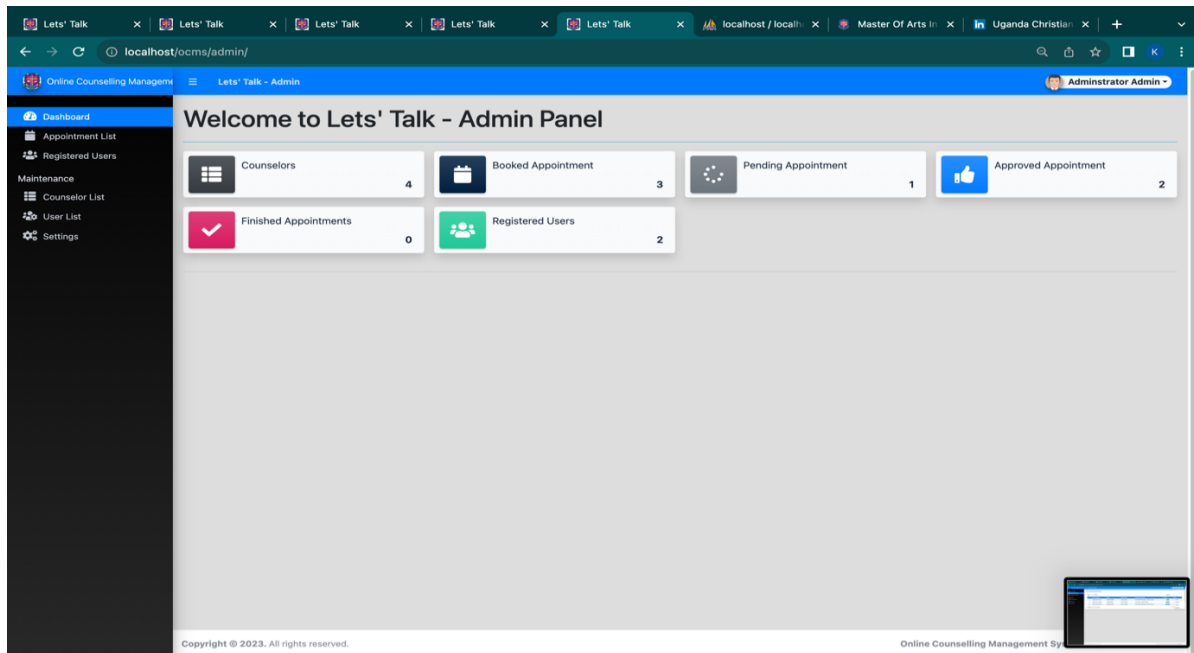 Lets' Talk Lets' Talk Lets' Talk Lets' Talk Lets' Talk localhost / localh Master Of Arts In Uganda Christian
localhost/ocms/admin/ K
Online Counselling Manageme Lets' Talk - Admin Adminstrator Admin
Dashboard
Appointment List
Registered Users
Maintenance
Counselor List
User List
Settings
Welcome to Lets' Talk - Admin Panel
Counselors
4
Booked Appointment
3
Pending Appointment
1
Approved Appointment
2
Finished Appointments
0
Registered Users
2
Copyright © 2023. All rights reserved. Online Counselling Management Sy